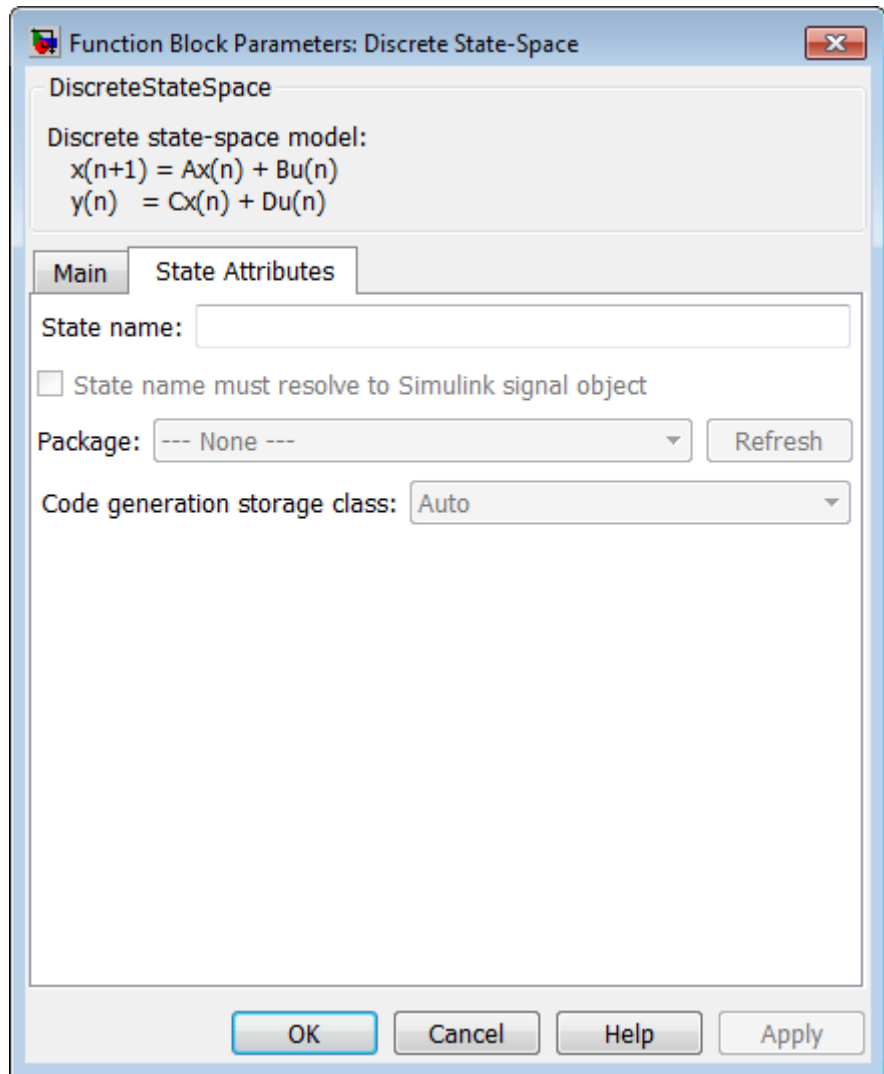 Function Block Parameters: Discrete State-Space
DiscreteStateSpace
Discrete state-space model:
x(n+1) = Ax(n) + Bu(n)
y(n)   = Cx(n) + Du(n)
Main State Attributes
State name:
State name must resolve to Simulink signal object
Package: --- None --- Refresh
Code generation storage class: Auto
OK Cancel Help Apply